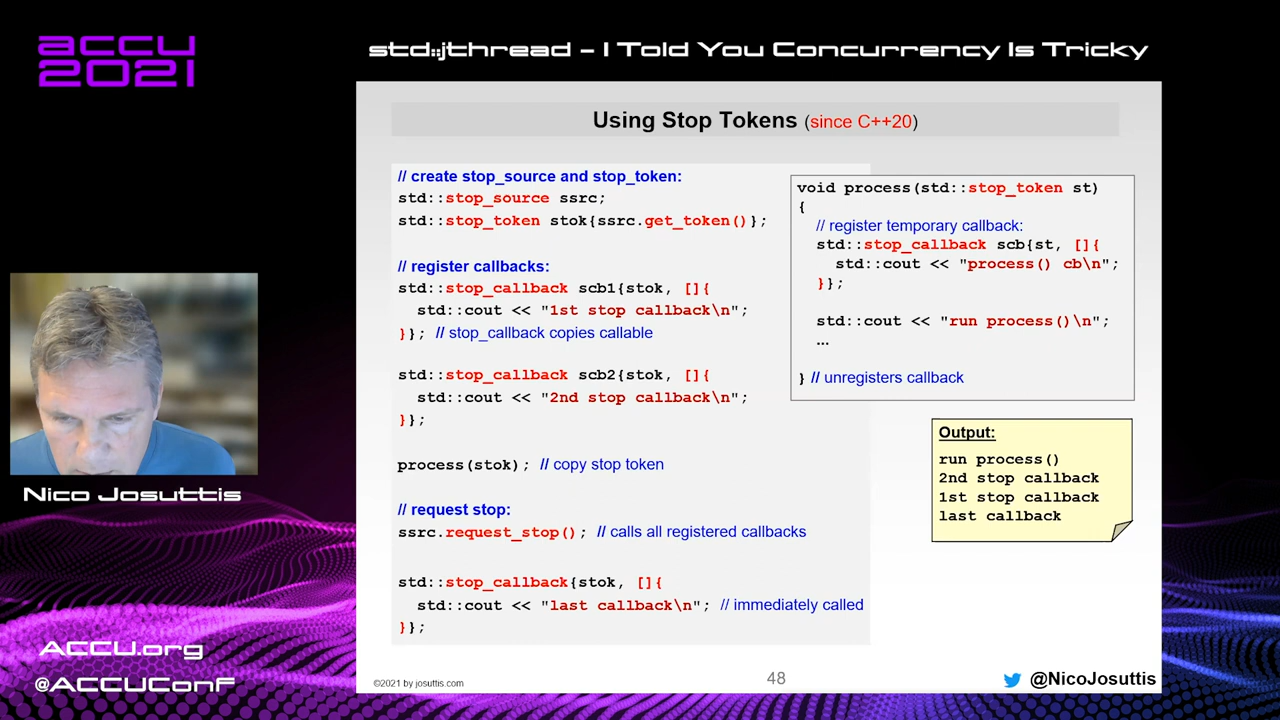 accu
2021
std::jthread – I Told You Concurrency Is Tricky
Using Stop Tokens (since C++20)
// create stop_source and stop_token:
std::stop_source ssrc;
std::stop_token stok{ssrc.get_token()};
// register callbacks:
std::stop_callback scb1{stok, []{
std::cout << "1st stop callback\n";
}}; // stop_callback copies callable
std::stop_callback scb2{stok, []{
std::cout << "2nd stop callback\n";
}};
process(stok); // copy stop token
// request stop:
ssrc.request_stop(); // calls all registered callbacks
std::stop_callback{stok, []{
std::cout << "last callback\n"; // immediately called
}};
void process(std::stop_token st)
{
// register temporary callback:
std::stop_callback scb{st, []{
std::cout << "process() cb\n";
}};
std::cout << "run process()\n";
...
} // unregisters callback
Output:
run process()
2nd stop callback
1st stop callback
last callback
Nico Josuttis
ACCU.org
@ACCUConf
©2021 by josuttis.com
48
@NicoJosuttis